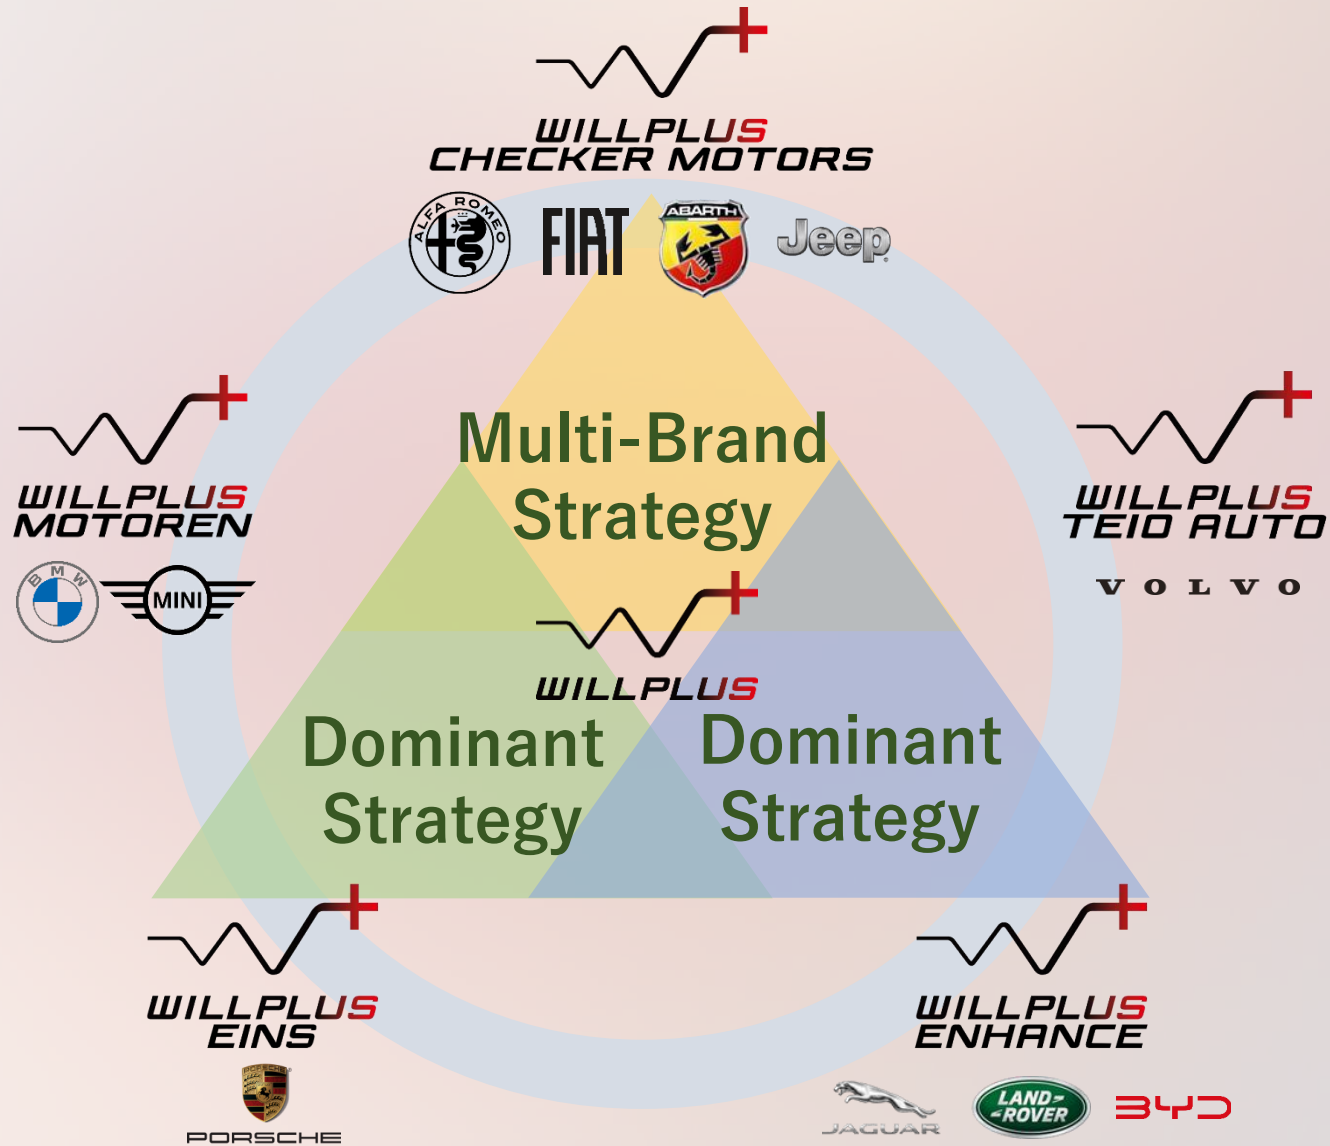 WILLPLUS
CHECKER MOTORS
ALFA ROMEO
FIAT
ABARTH
Jeep
Multi-Brand
Strategy
WILLPLUS
MOTOREN
BMW
MINI
WILLPLUS
TEIO AUTO
VOLVO
WILLPLUS
Dominant
Strategy
Dominant
Strategy
WILLPLUS
EINS
PORSCHE
PORSCHE
WILLPLUS
ENHANCE
JAGUAR
LAND-
-ROVER
BYD